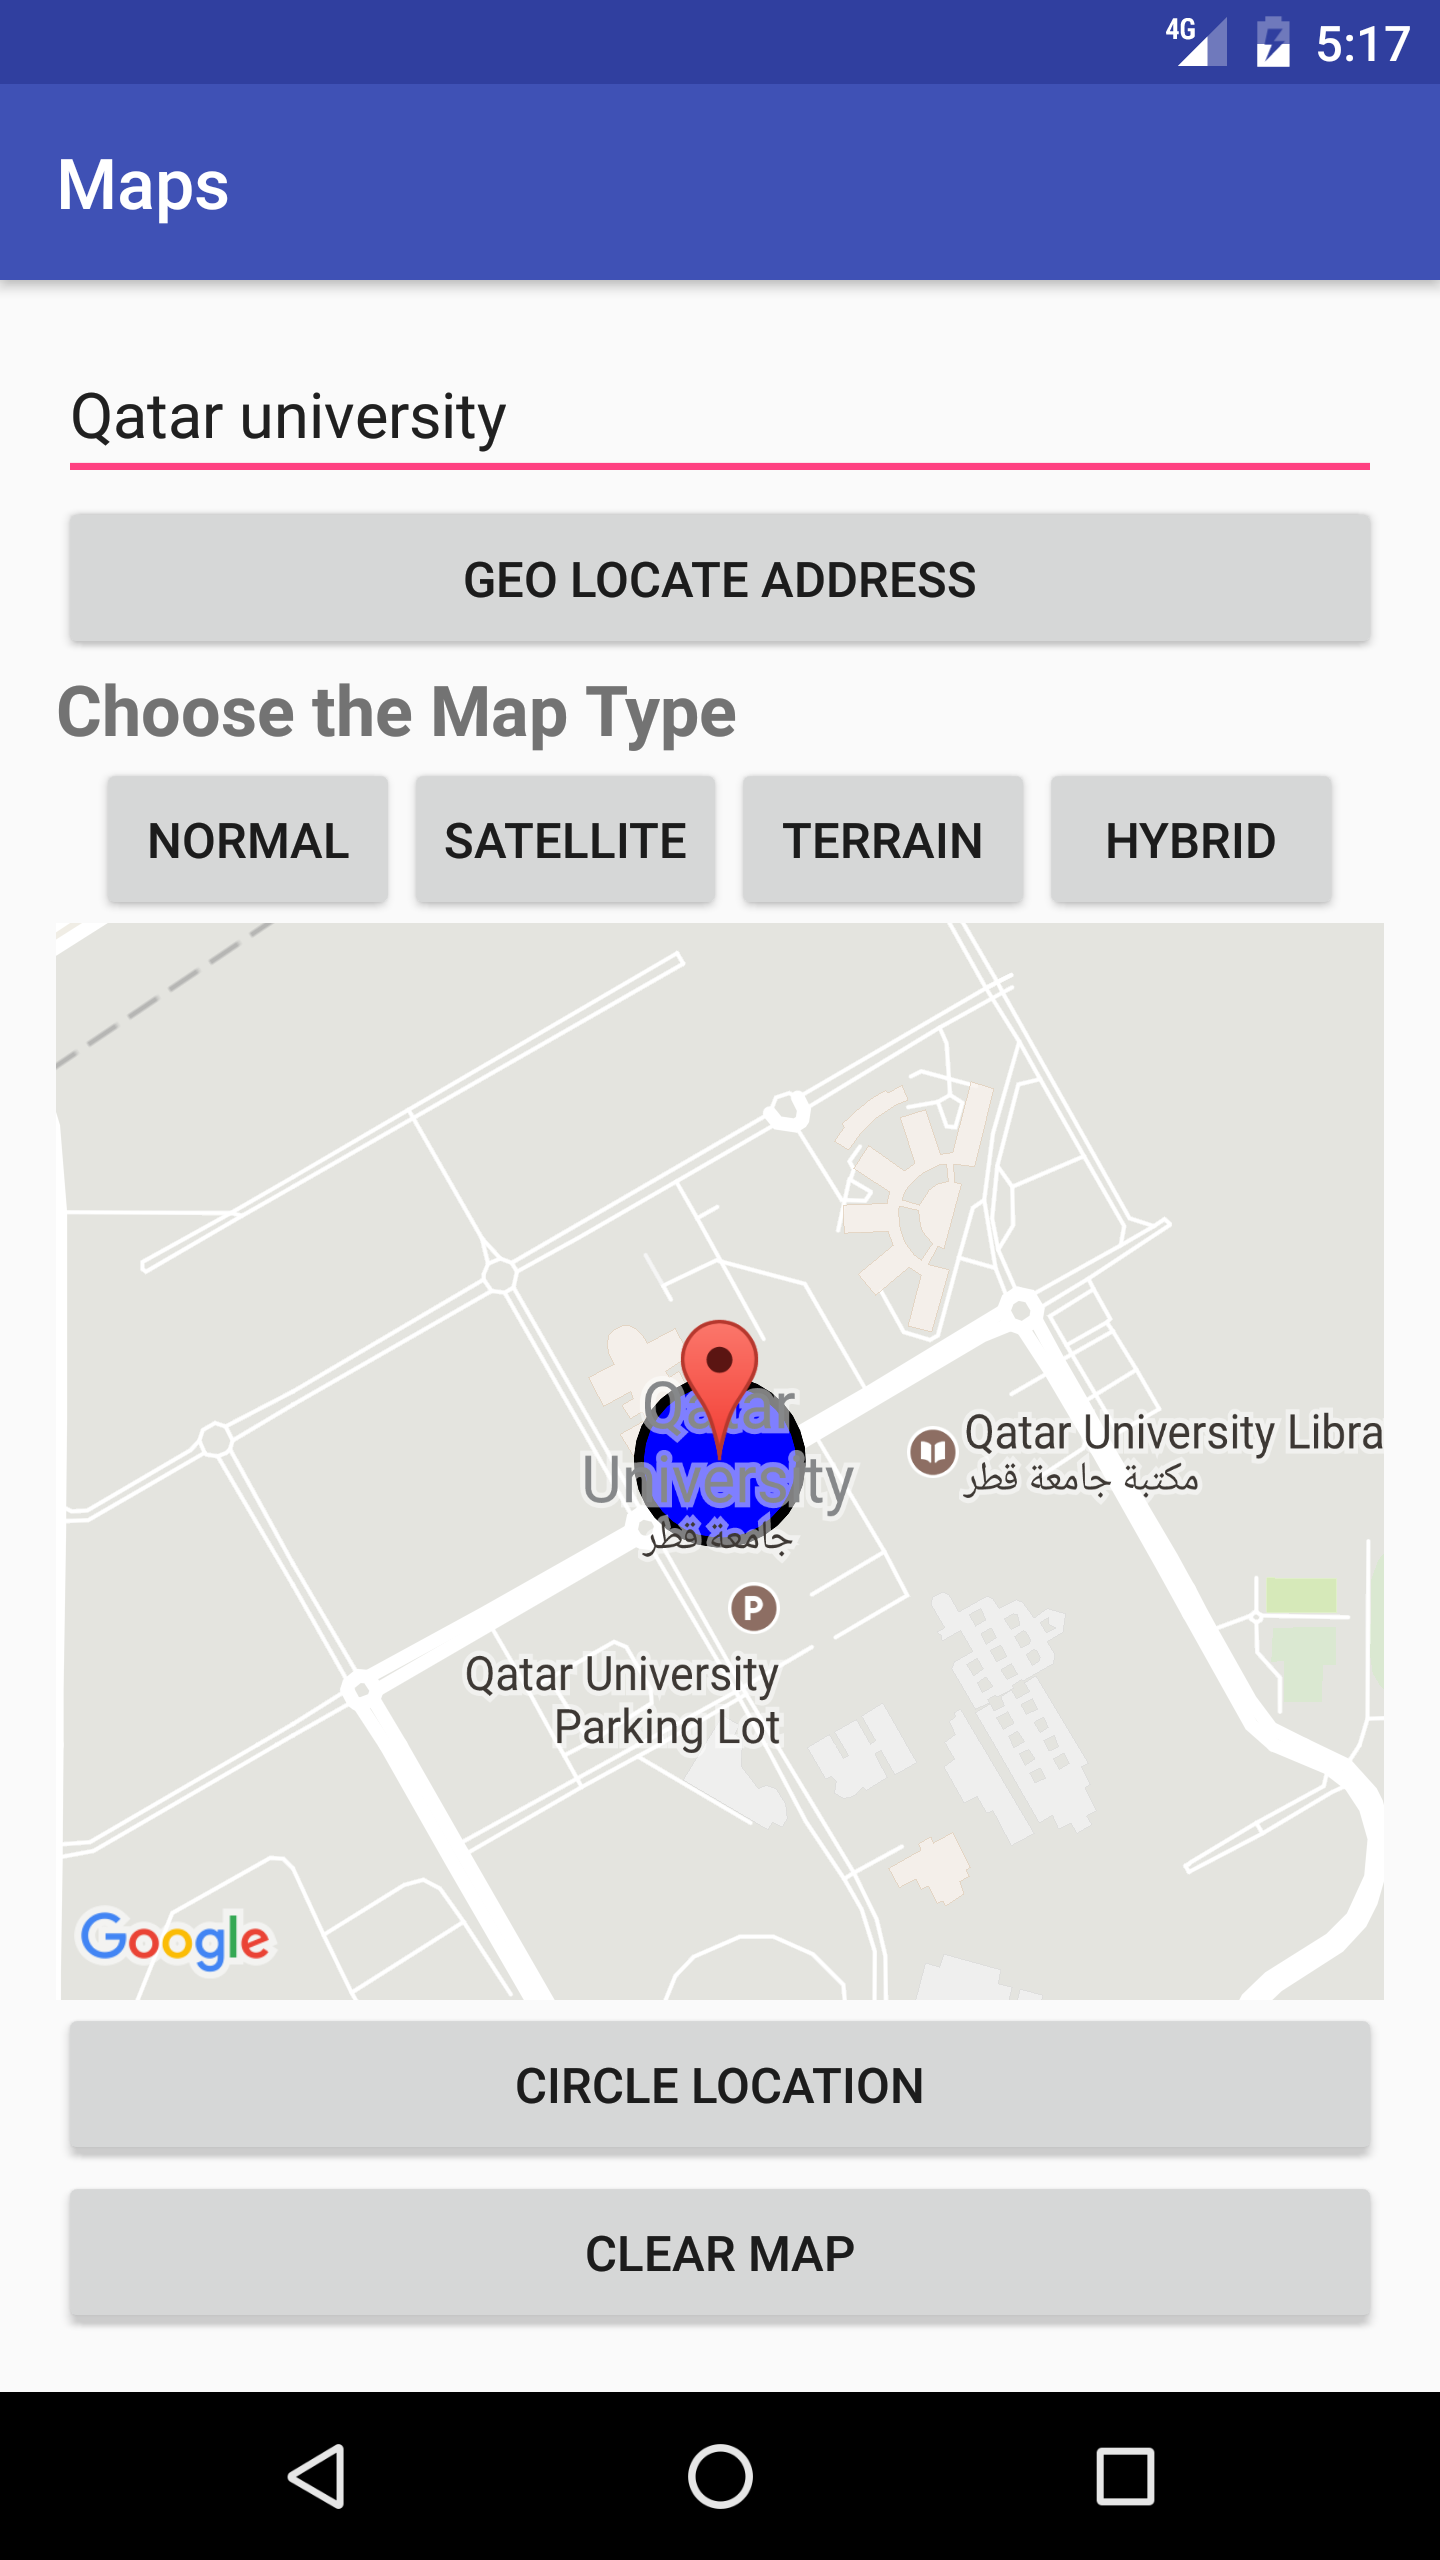 4G 5:17
Maps
Qatar university
GEO LOCATE ADDRESS
Choose the Map Type
NORMAL SATELLITE TERRAIN HYBRID
Qatar
University
جامعة قطر
Qatar University Libra
مكتبة جامعة قطر
P
Qatar University
Parking Lot
Google
CIRCLE LOCATION
CLEAR MAP